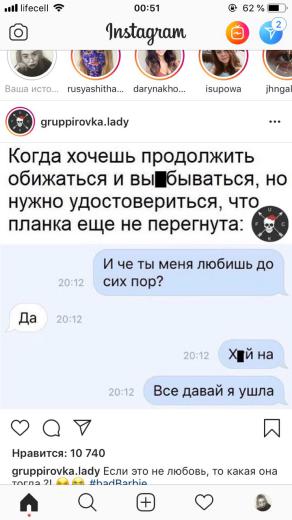 lifecell
00:51
62 %
Instagram
2
Ваша исто...
rusyashitha...
darynakho...
isupowa
jhngal
gruppirovka.lady
Когда хочешь продолжить
обижаться и вы█бываться, но
нужно удостовериться, что
планка еще не перегнута:
И че ты меня любишь до
сих пор?
20:12
Да
20:12
20:12
Х█й на
20:12
Все давай я ушла
Нравится: 10 740
gruppirovka.lady Если это не любовь, то какая она
тогда ?! 😂😂 #badBarbie